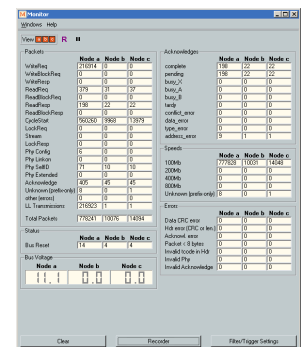 Monitor
Windows Help
View a b c R
Packets
Node a Node b Node c
WriteReq 216914 0 0
WriteBlockReq 0 0 0
WriteResp 0 0 0
ReadReq 379 31 37
ReadBlockReq 0 0 0
ReadBlockResp 0 0 0
ReadResp 198 22 22
CycleStart 560260 9968 13979
LockReq 0 0 0
Stream 0 0 0
LockResp 0 0 0
Phy Config 6 0 0
Phy Linkon 0 0 0
Phy SelfID 71 10 10
Phy Extended 0 0 0
Acknowledge 405 45 45
Unknown (prefix-only) 8 0 1
other (errors) 0 0 0
LL Transmissions 216923 1 1
Total Packets 778241 10076 14094
Status
Node a Node b Node c
Bus Reset 14 4 4
Bus Voltage
Node a Node b Node c
11.1 0.0 0.0
Acknowledges
Node a Node b Node c
complete 198 22 22
pending 198 22 22
busy_X 0 0 0
busy_A 0 0 0
busy_B 0 0 0
tardy 0 0 0
conflict_error 0 0 0
data_error 0 0 0
type_error 0 0 0
address_error 9 1 1
Speeds
Node a Node b Node c
100Mb 777828 10031 14048
200Mb 0 0 0
400Mb 0 0 0
800Mb 0 0 0
Unknown (prefix-only) 8 0 1
Errors
Node a Node b Node c
Data CRC error 0 0 0
Hdr error (CRC or len.) 0 0 0
Acknowl. error 0 0 0
Packet < 8 bytes 0 0 0
Invalid tcode in Hdr 0 0 0
Invalid Phy 0 0 0
Invalid Acknowledge 0 0 0
Clear Recorder Filter/Trigger Settings